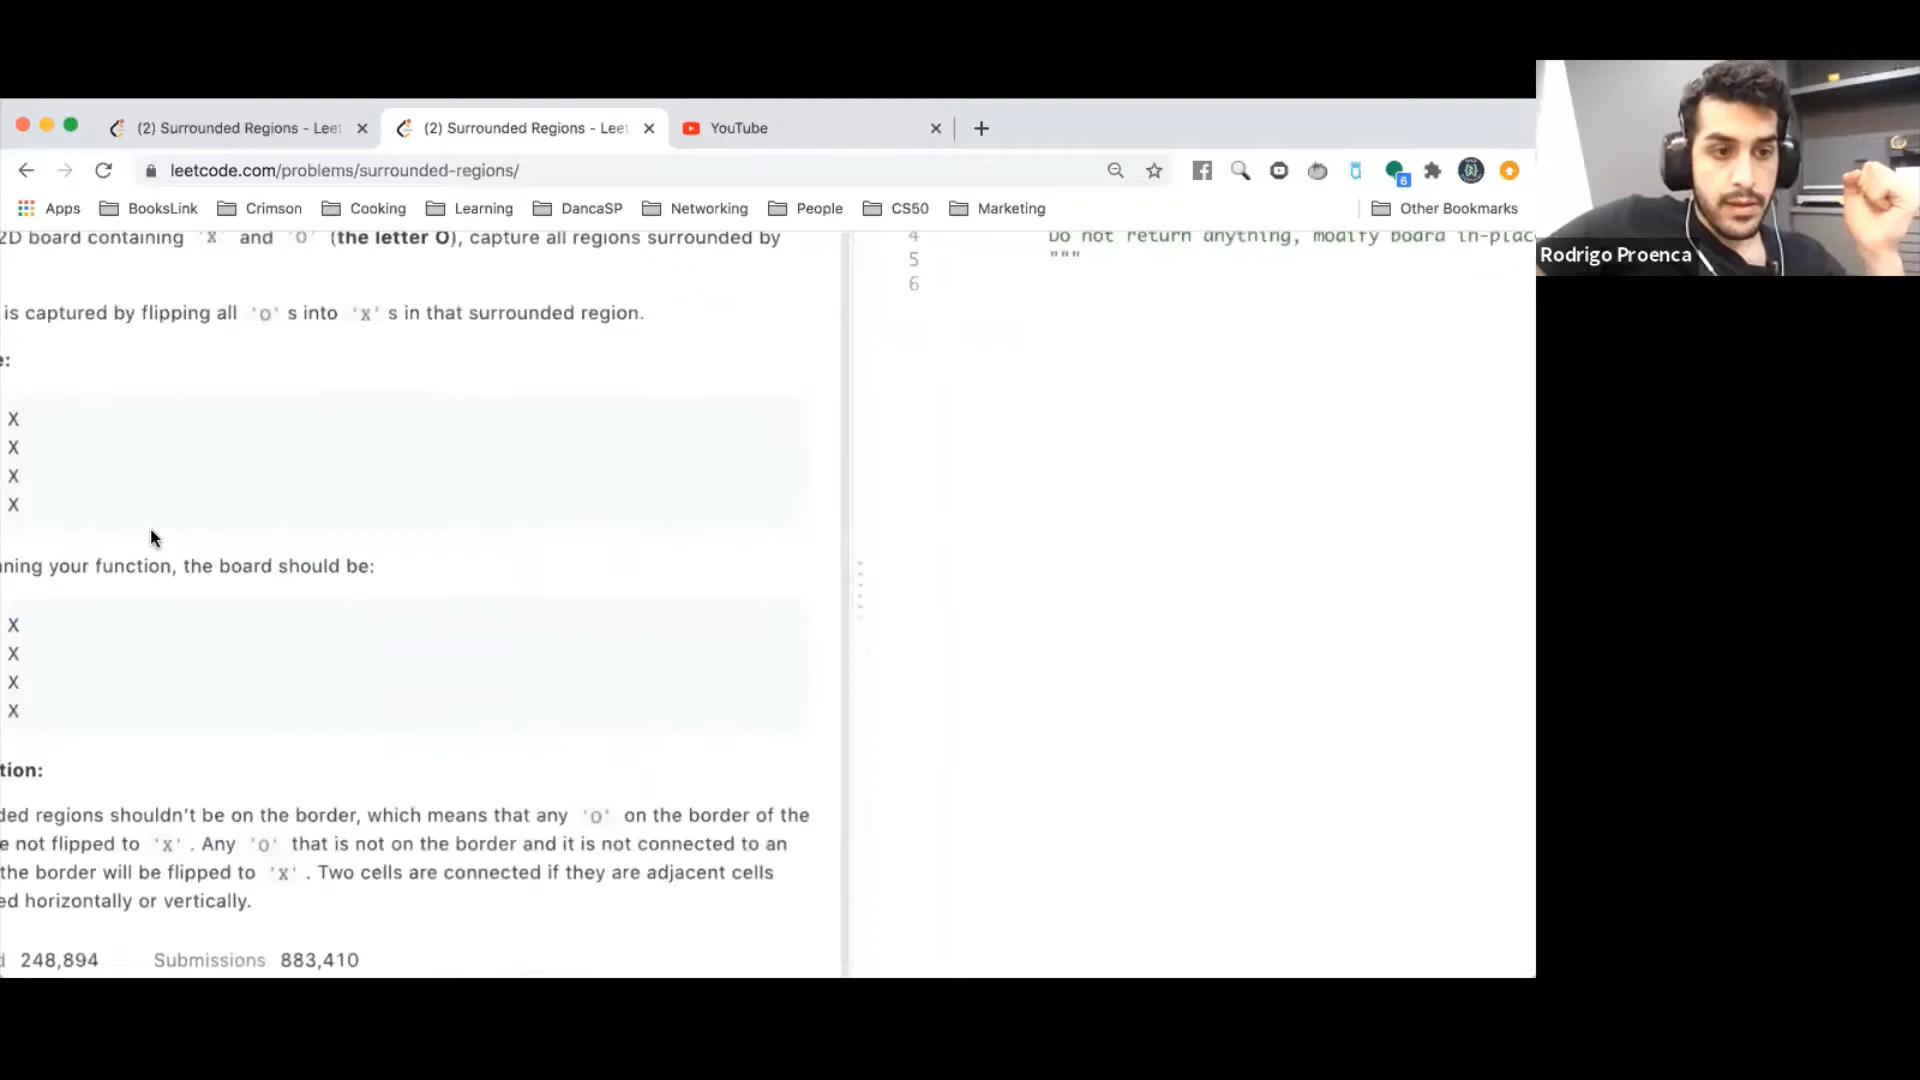 (2) Surrounded Regions - Leet
(2) Surrounded Regions - Leet
YouTube
leetcode.com/problems/surrounded-regions/
6
Apps
BooksLink
Crimson
Cooking
Learning
DancaSP
Networking
People
CS50
Marketing
Other Bookmarks
Rodrigo Proenca
2D board containing 'X' and 'O' (the letter O), capture all regions surrounded by
is captured by flipping all 'O' s into 'X' s in that surrounded region.
e:
X
X
X
X
ning your function, the board should be:
X
X
X
X
tion:
ded regions shouldn't be on the border, which means that any 'O' on the border of the
e not flipped to 'X' . Any 'O' that is not on the border and it is not connected to an
the border will be flipped to 'X' . Two cells are connected if they are adjacent cells
ed horizontally or vertically.
d 248,894 Submissions 883,410
4 Do not return anything, modify board in-plac
5 """
6